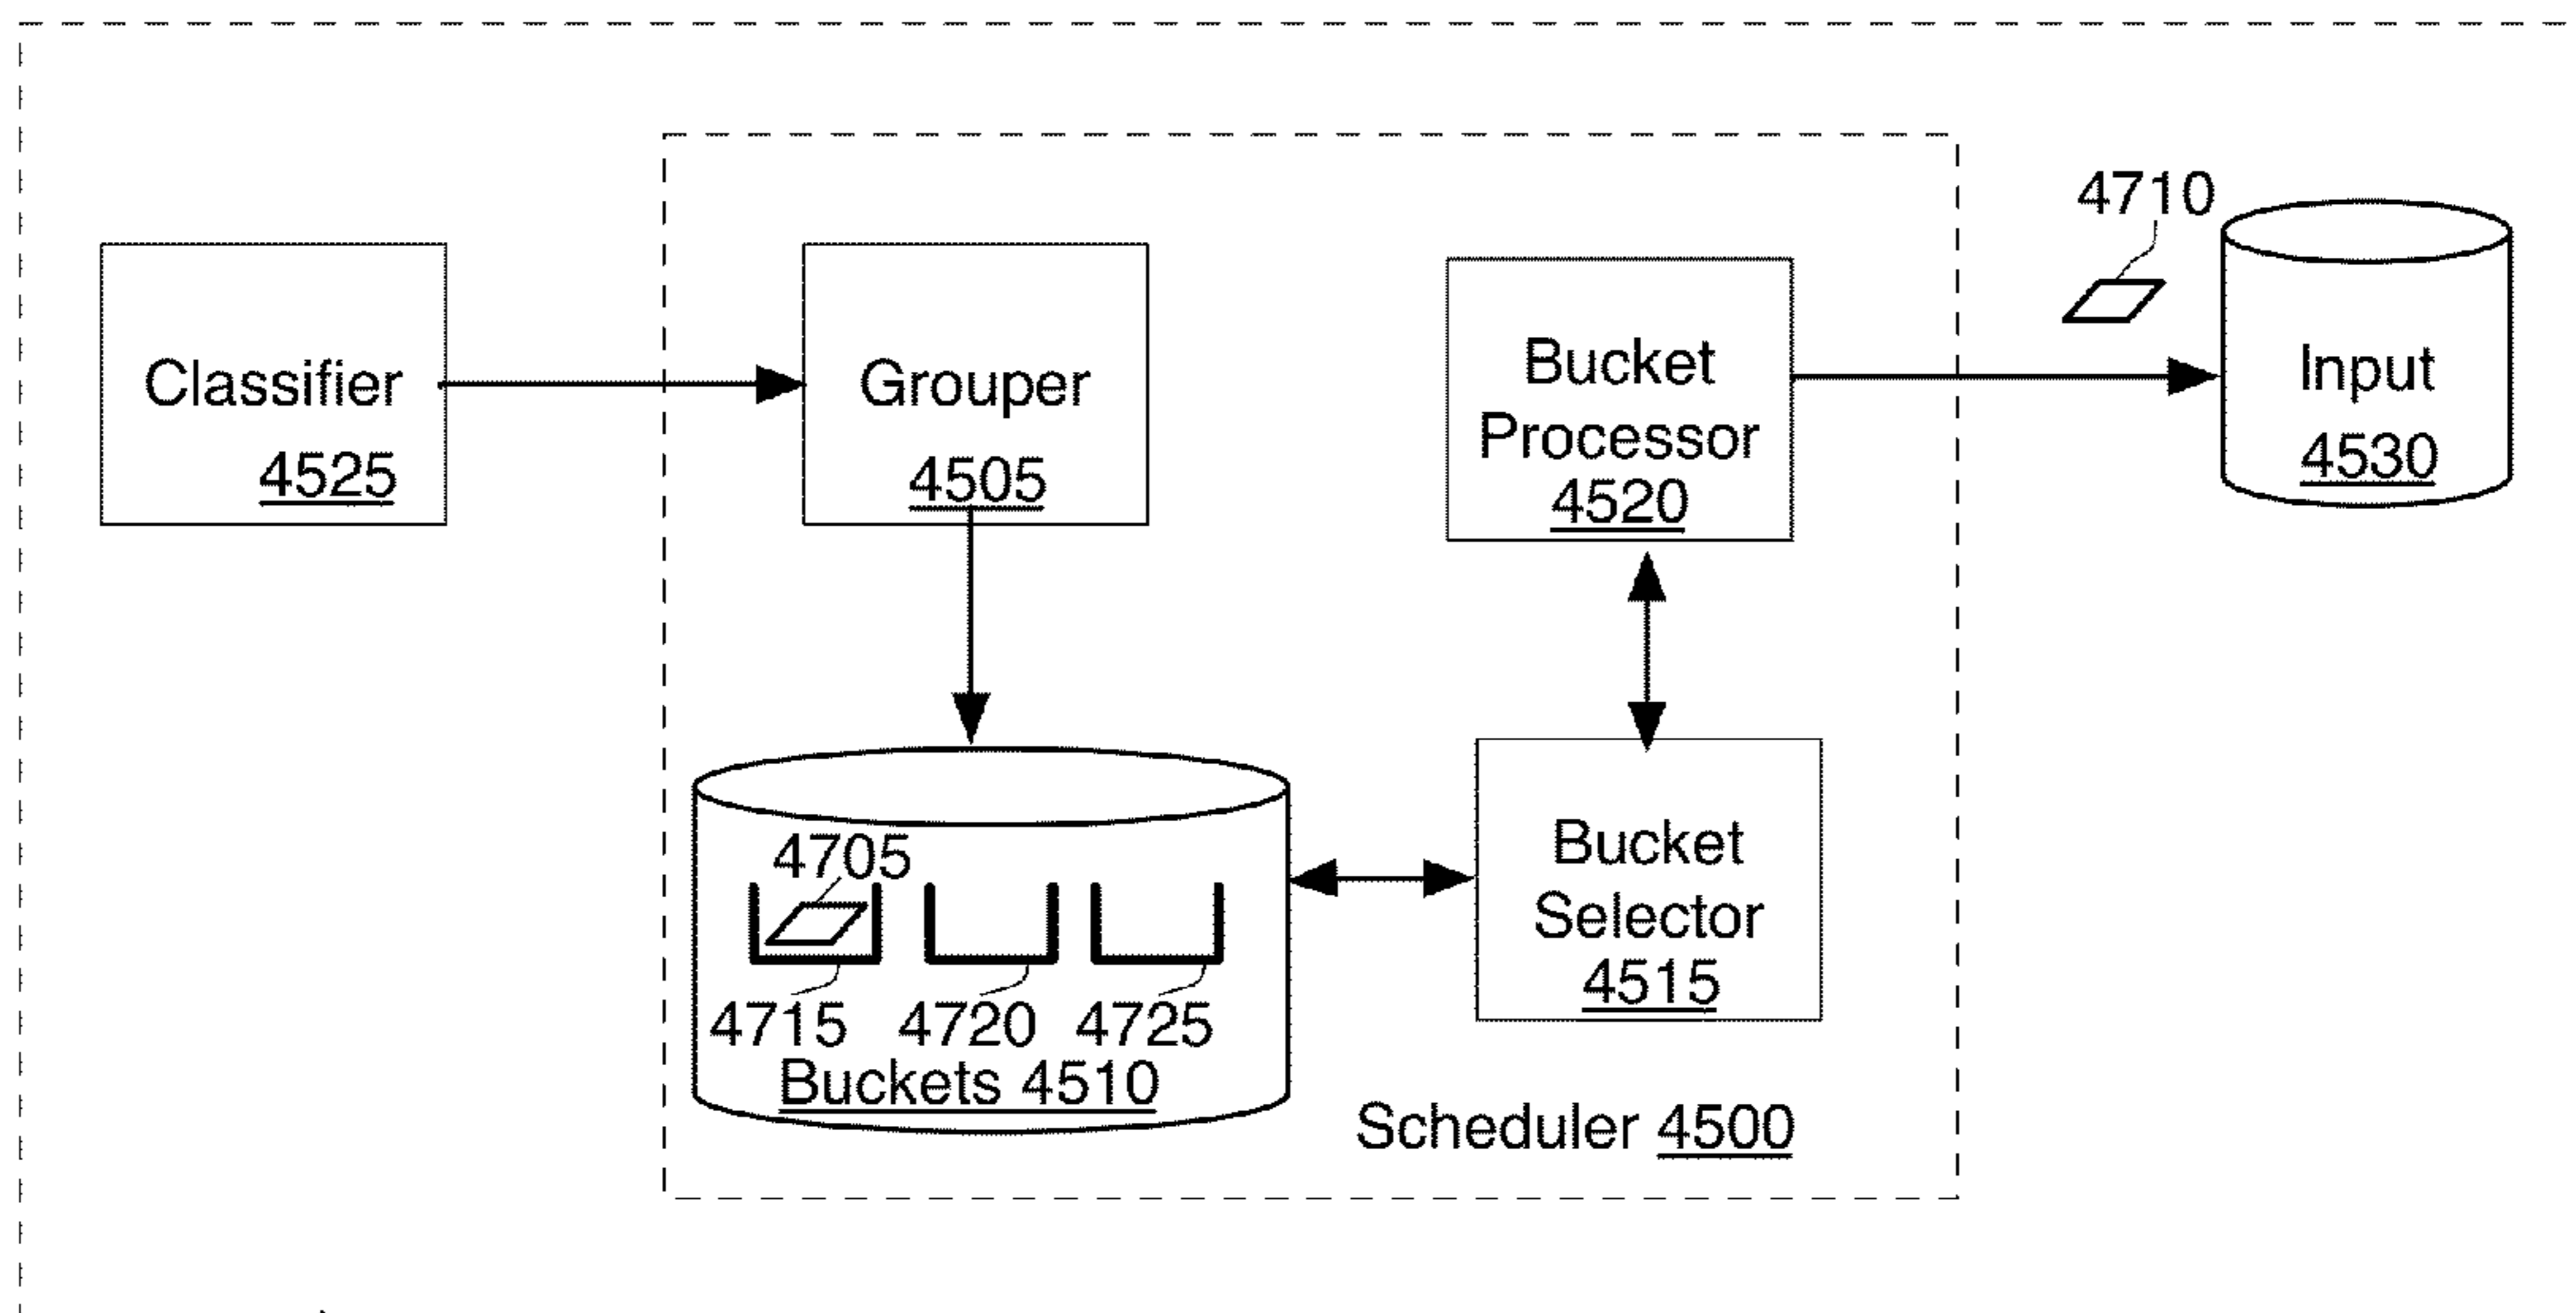 4710
Classifier
4525
Grouper
4505
Bucket
Processor
4520
Input
4530
4705
4715 4720 4725
Buckets 4510
Bucket
Selector
4515
Scheduler 4500